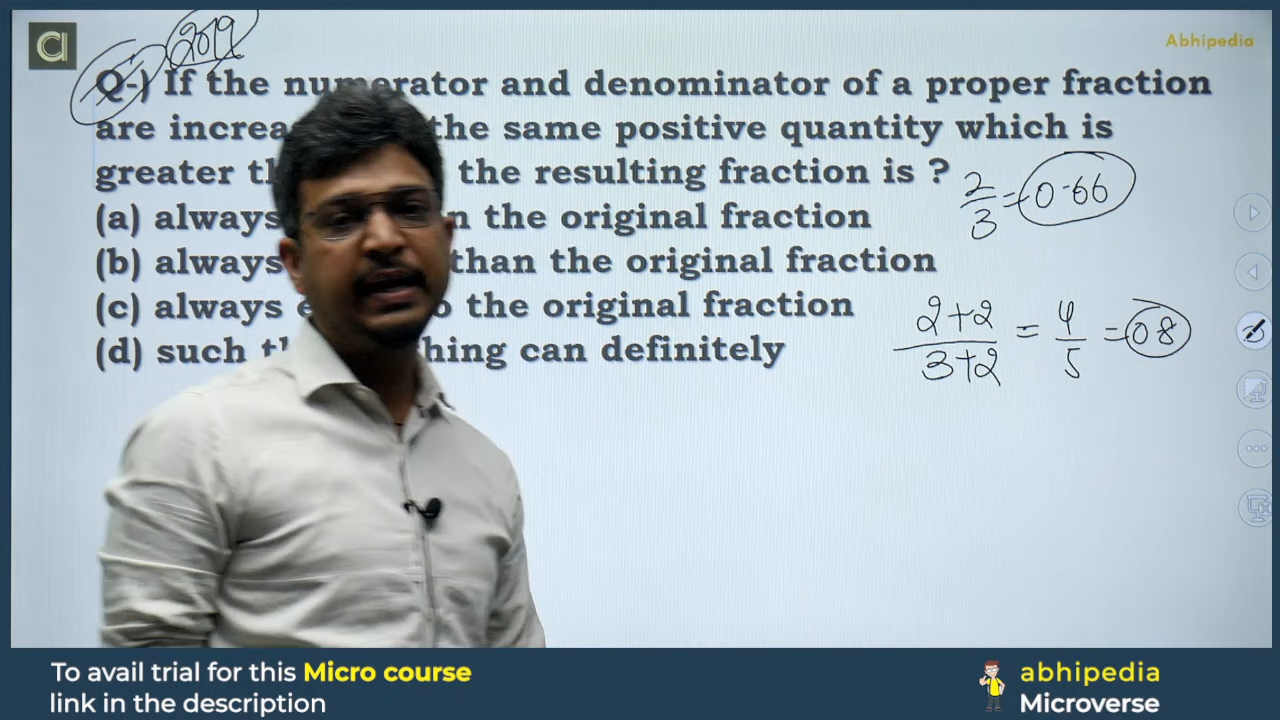 2019
Abhipedia
Q-) If the numerator and denominator of a proper fraction
are increa the same positive quantity which is
greater th the resulting fraction is ?
(a) always n the original fraction
(b) always than the original fraction
(c) always e o the original fraction
(d) such th hing can definitely
2/3 = 0.66
2+2/3+2 = 4/5 = 0.8
To avail trial for this Micro course
link in the description
abhipedia
Microverse